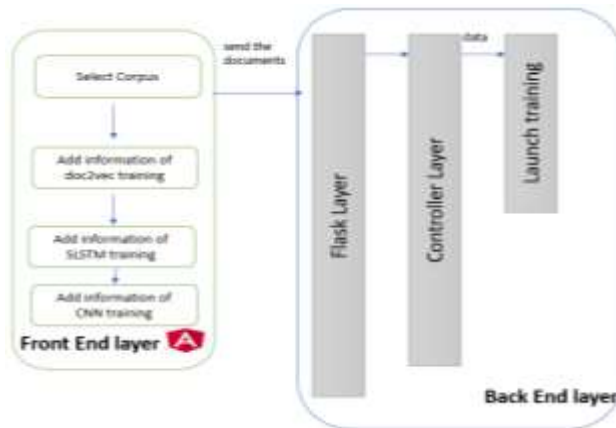 Select Corpus
Add information of
doc2vec training
Add information of
SLSTM training
Add information of
CNN training
Front End layer
send the
documents
Flask Layer
Controller Layer
data
Launch training
Back End layer